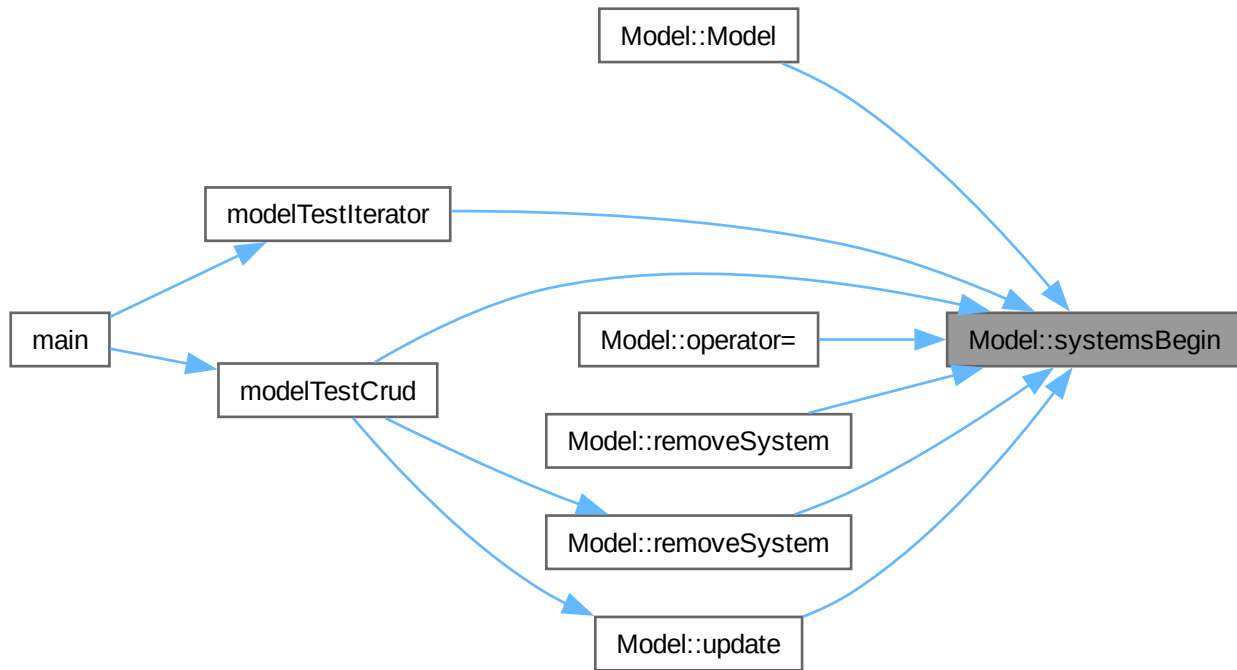 Model::Model
modelTestIterator
main
Model::operator=
Model::systemsBegin
modelTestCrud
Model::removeSystem
Model::removeSystem
Model::update